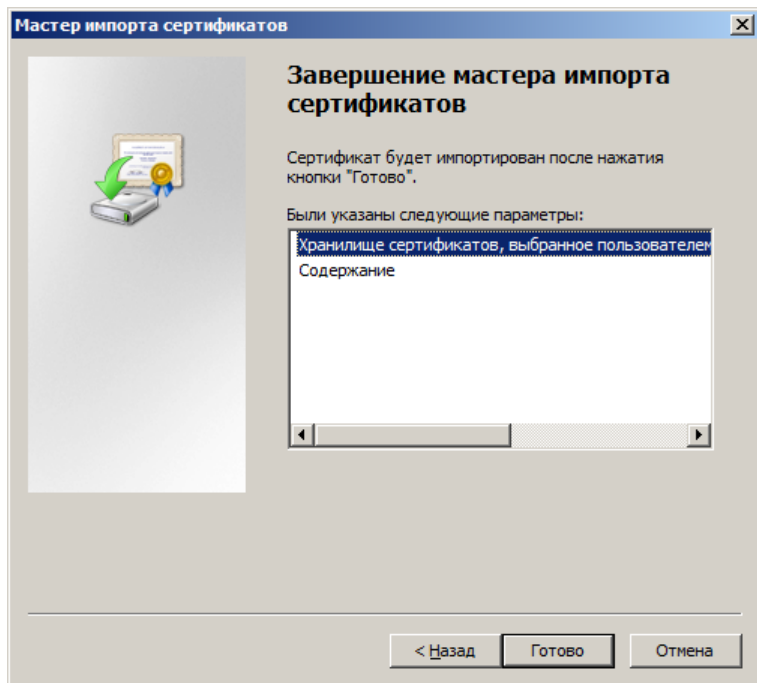 Мастер импорта сертификатов
Завершение мастера импорта
сертификатов
Сертификат будет импортирован после нажатия
кнопки "Готово".
Были указаны следующие параметры:
Хранилище сертификатов, выбранное пользователем
Содержание
< Назад
Готово
Отмена